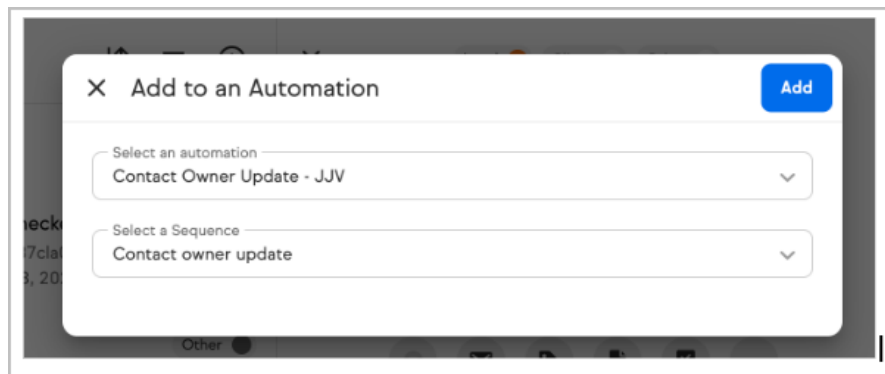 Add to an Automation
Add
Select an automation
Contact Owner Update - JJV
Select a Sequence
Contact owner update
Other